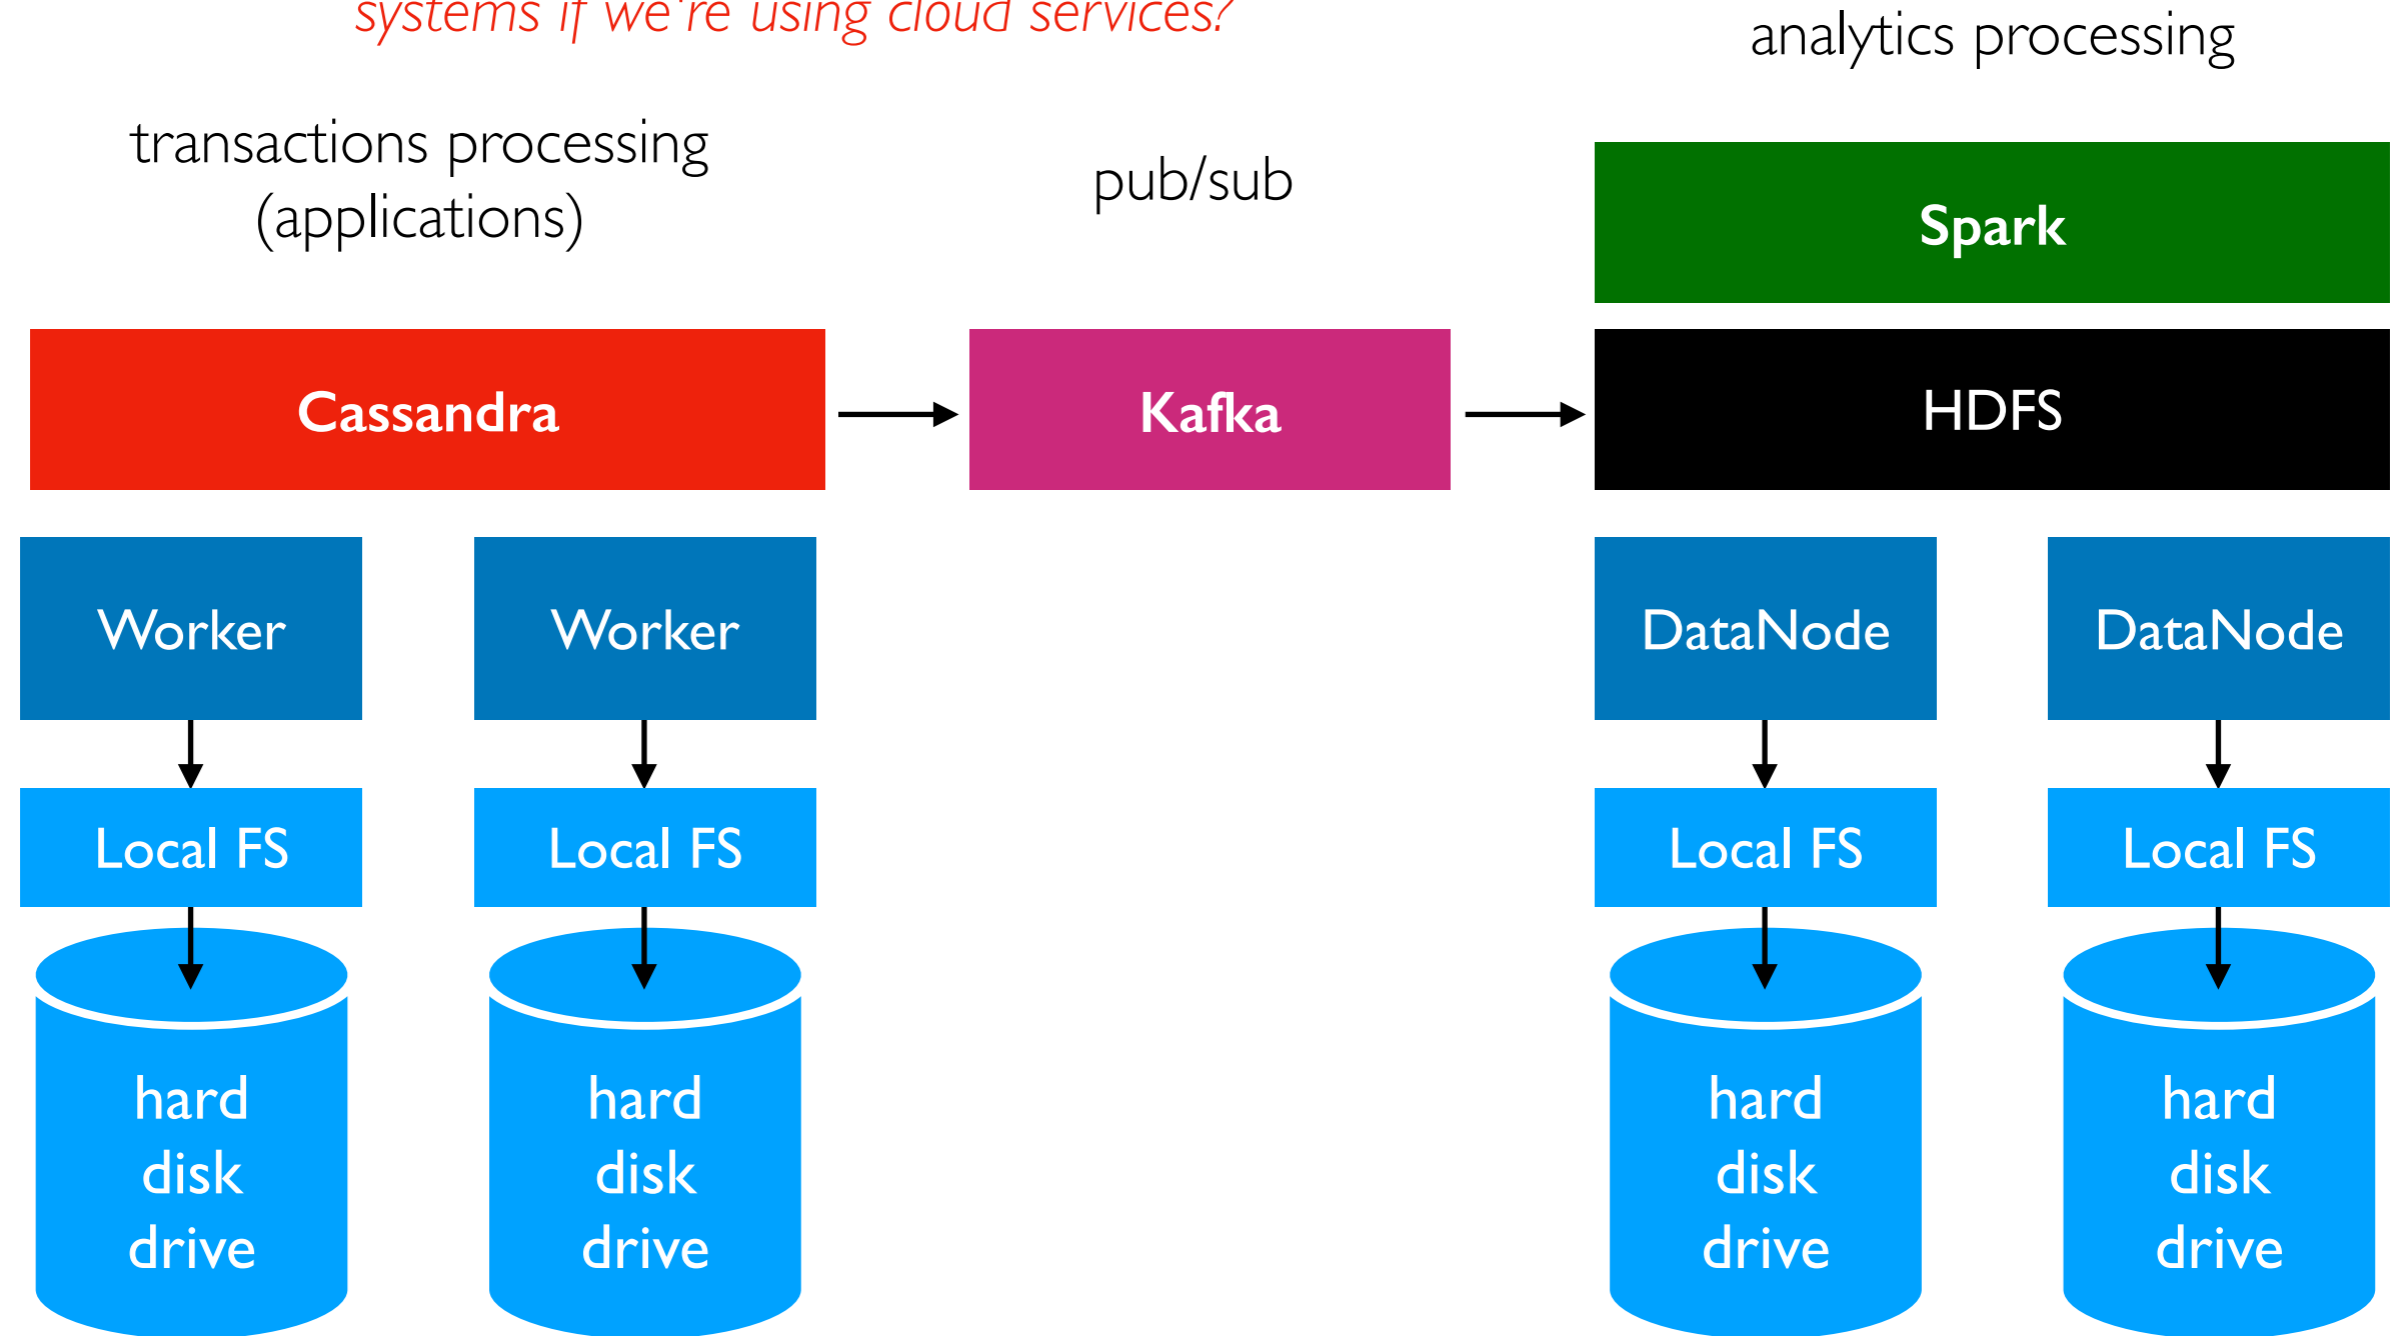 systems if we're using cloud services?
analytics processing
transactions processing
(applications)
pub/sub
Spark
Cassandra
Kafka
HDFS
Worker
Worker
DataNode
DataNode
Local FS
Local FS
Local FS
Local FS
hard
disk
drive
hard
disk
drive
hard
disk
drive
hard
disk
drive